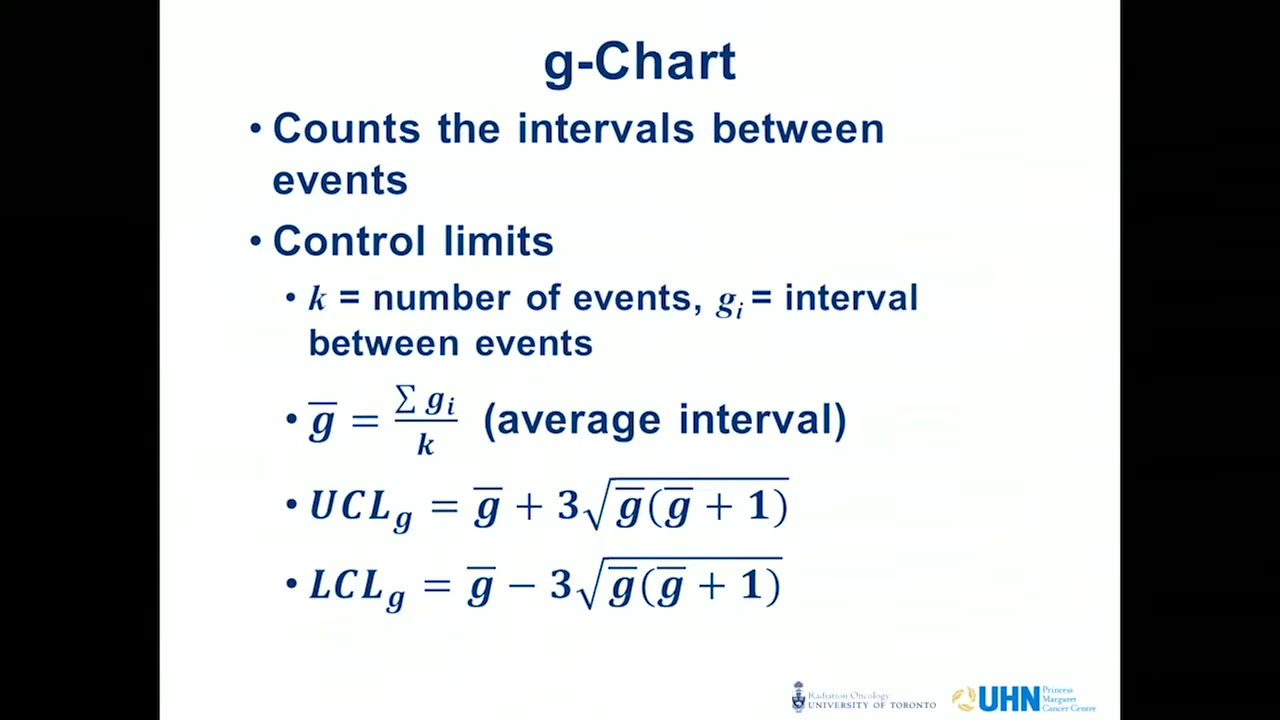 g-Chart
• Counts the intervals between
events
• Control limits
• k = number of events, gᵢ = interval
between events
• g̅ = ∑ gᵢ / k (average interval)
• UCL_g = g̅ + 3√(g̅(g̅ + 1))
• LCL_g = g̅ − 3√(g̅(g̅ + 1))
Radiation Oncology
UNIVERSITY OF TORONTO
UHN
Princess
Margaret
Cancer Centre